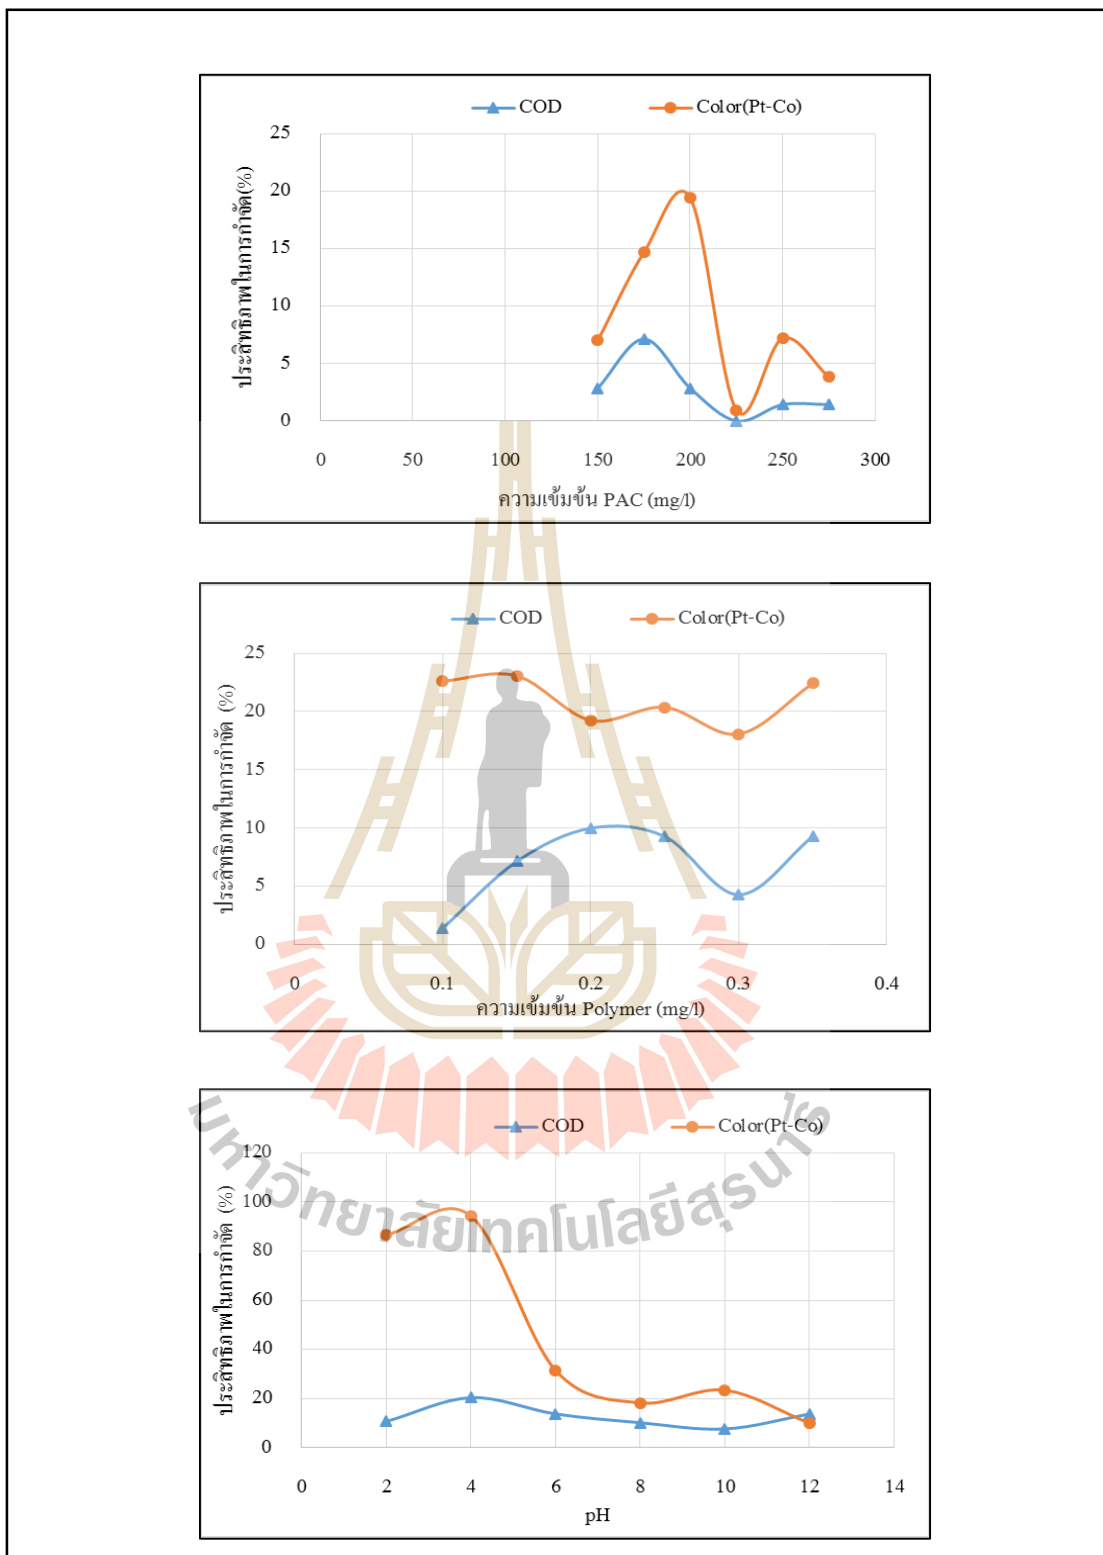 COD Color(Pt-Co)
25
20
15
10
5
0
ประสิทธิภาพในการกำจัด(%)
0 50 100 150 200 250 300
ความเข้มข้น PAC (mg/l)
COD Color(Pt-Co)
25
20
15
10
5
0
ประสิทธิภาพในการกำจัด (%)
0 0.1 0.2 0.3 0.4
ความเข้มข้น Polymer (mg/l)
COD Color(Pt-Co)
120
100
80
60
40
20
0
ประสิทธิภาพในการกำจัด (%)
0 2 4 6 8 10 12 14
pH
มหาวิทยาลัยเทคโนโลยีสุรนารี